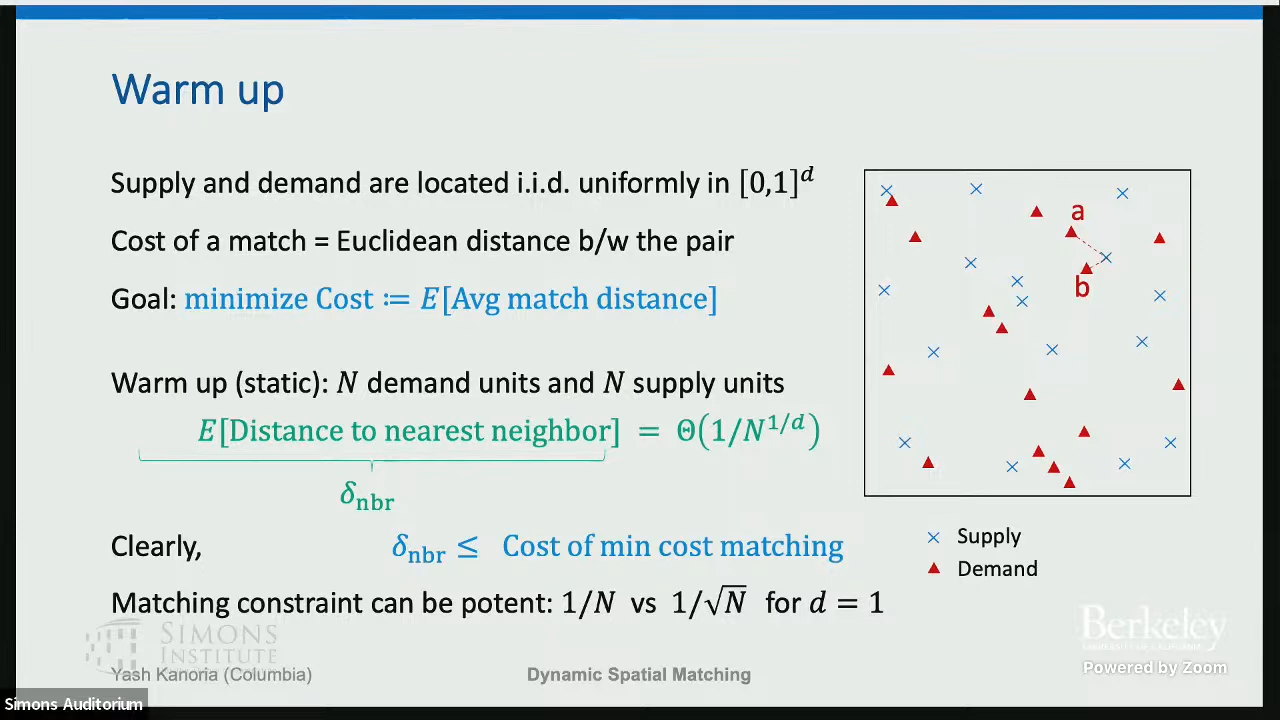 Warm up
Supply and demand are located i.i.d. uniformly in [0,1]^d
Cost of a match = Euclidean distance b/w the pair
Goal: minimize Cost ≔ E[Avg match distance]
Warm up (static): N demand units and N supply units
E[Distance to nearest neighbor] = Θ(1/N^{1/d})
δ_nbr
Clearly, δ_nbr ≤ Cost of min cost matching
Matching constraint can be potent: 1/N vs 1/√N for d = 1
a
b
Supply
Demand
SIMONS
INSTITUTE
Yash Kanoria (Columbia)
Dynamic Spatial Matching
Berkeley
UNIVERSITY OF CALIFORNIA
Powered by Zoom
Simons Auditorium